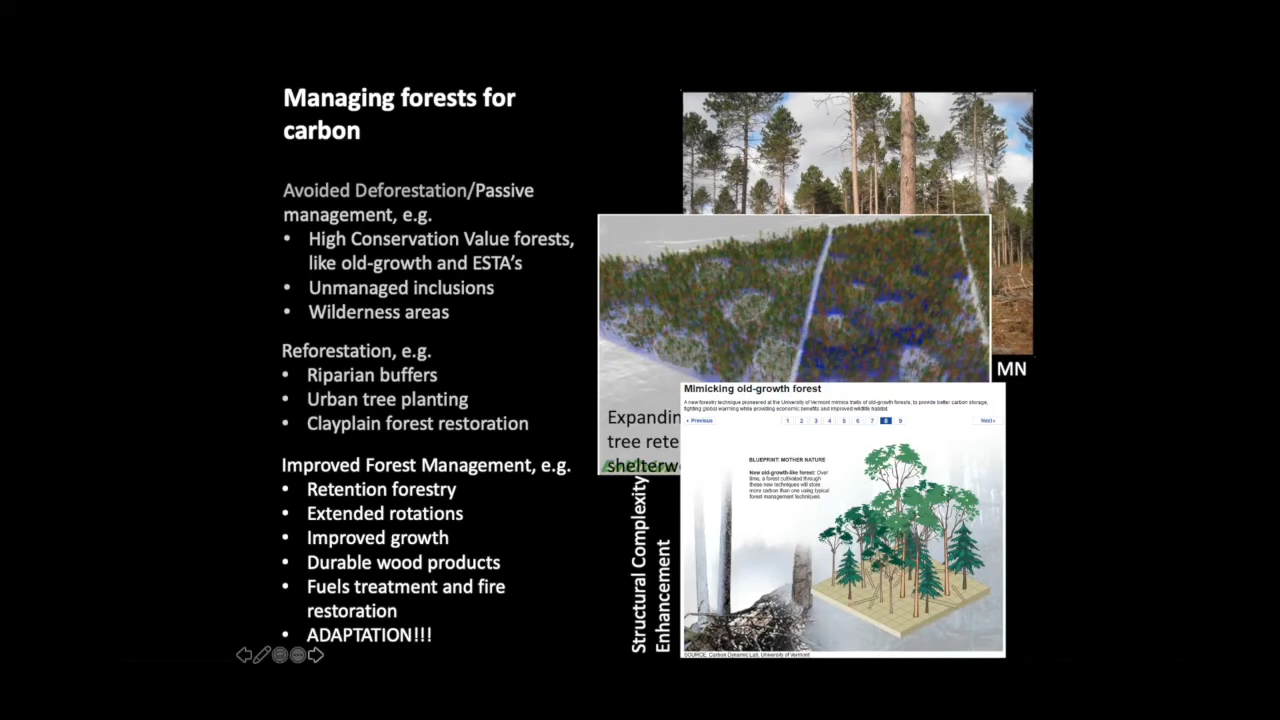 Managing forests for
carbon
Avoided Deforestation/Passive
management, e.g.
• High Conservation Value forests,
like old-growth and ESTA's
• Unmanaged inclusions
• Wilderness areas
Reforestation, e.g.
• Riparian buffers
• Urban tree planting
• Clayplain forest restoration
Improved Forest Management, e.g.
• Retention forestry
• Extended rotations
• Improved growth
• Durable wood products
• Fuels treatment and fire
restoration
• ADAPTATION!!!
MN
Expandin
tree rete
shelterw
Structural Complexity
Enhancement
Mimicking old-growth forest
A new forestry technique pioneered at the University of Vermont mimics traits of old-growth forests, to provide better carbon storage,
fighting global warming while providing economic benefits and improved wildlife habitat.
‹ Previous 1 2 3 4 5 6 7 8 9 Next ›
BLUEPRINT: MOTHER NATURE
New old-growth-like forest: Over
time, a forest cultivated through
these new techniques will store
more carbon than one using typical
forest management techniques.
SOURCE: Carbon Dynamic Lab, University of Vermont